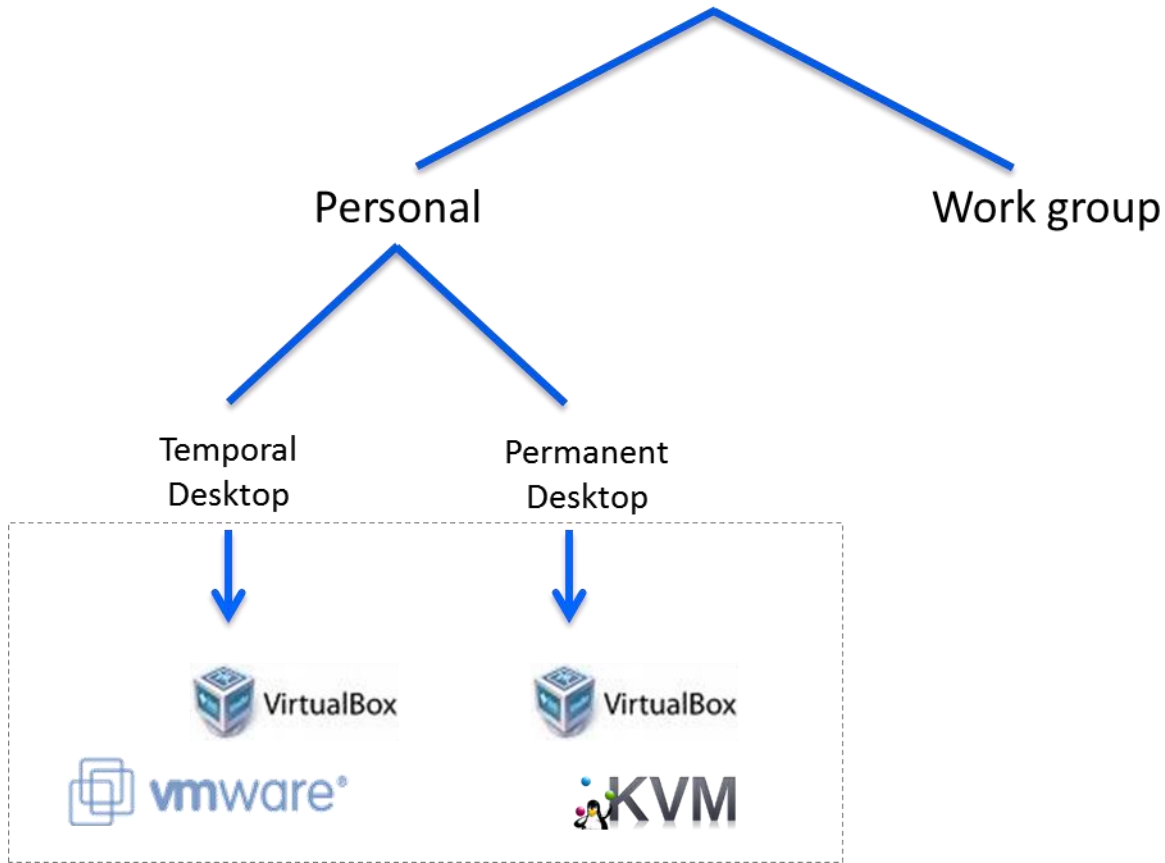 Personal
Work group
Temporal
Desktop
Permanent
Desktop
VirtualBox
VirtualBox
vmware®
KVM